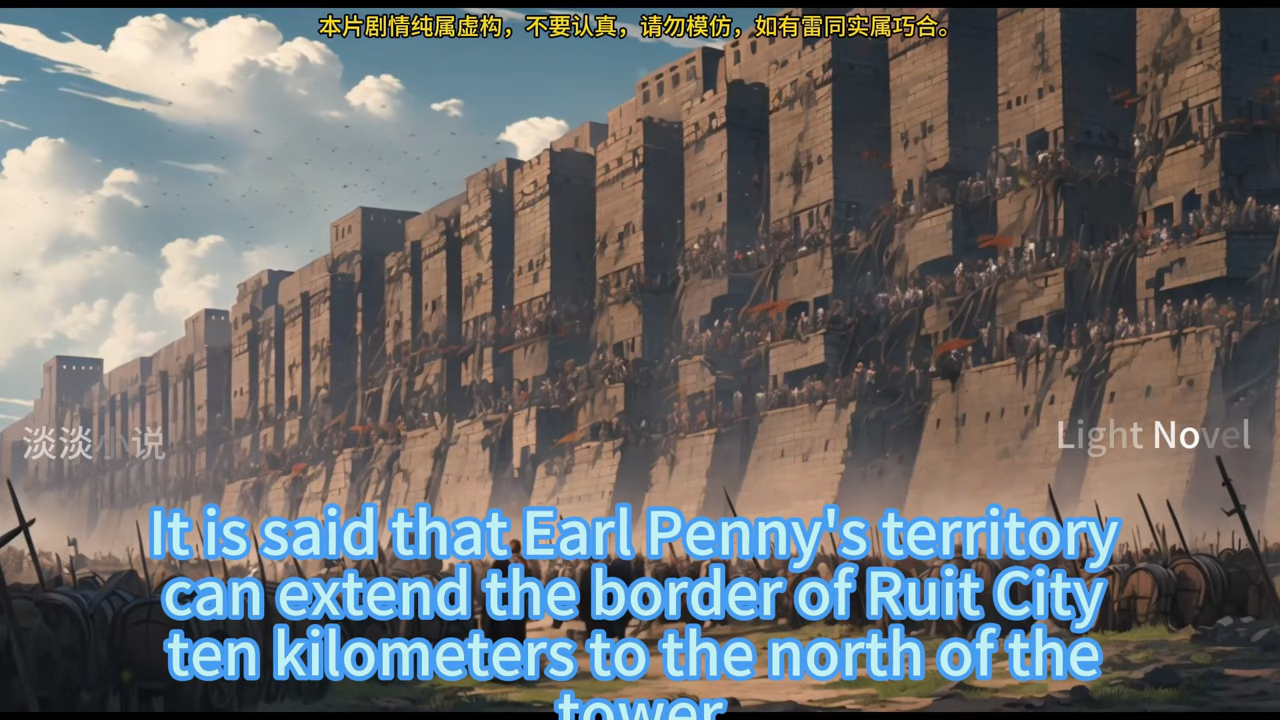 本片剧情纯属虚构，不要认真，请勿模仿，如有雷同实属巧合。
淡淡小说
Light Novel
It is said that Earl Penny's territory
can extend the border of Ruit City
ten kilometers to the north of the
tower